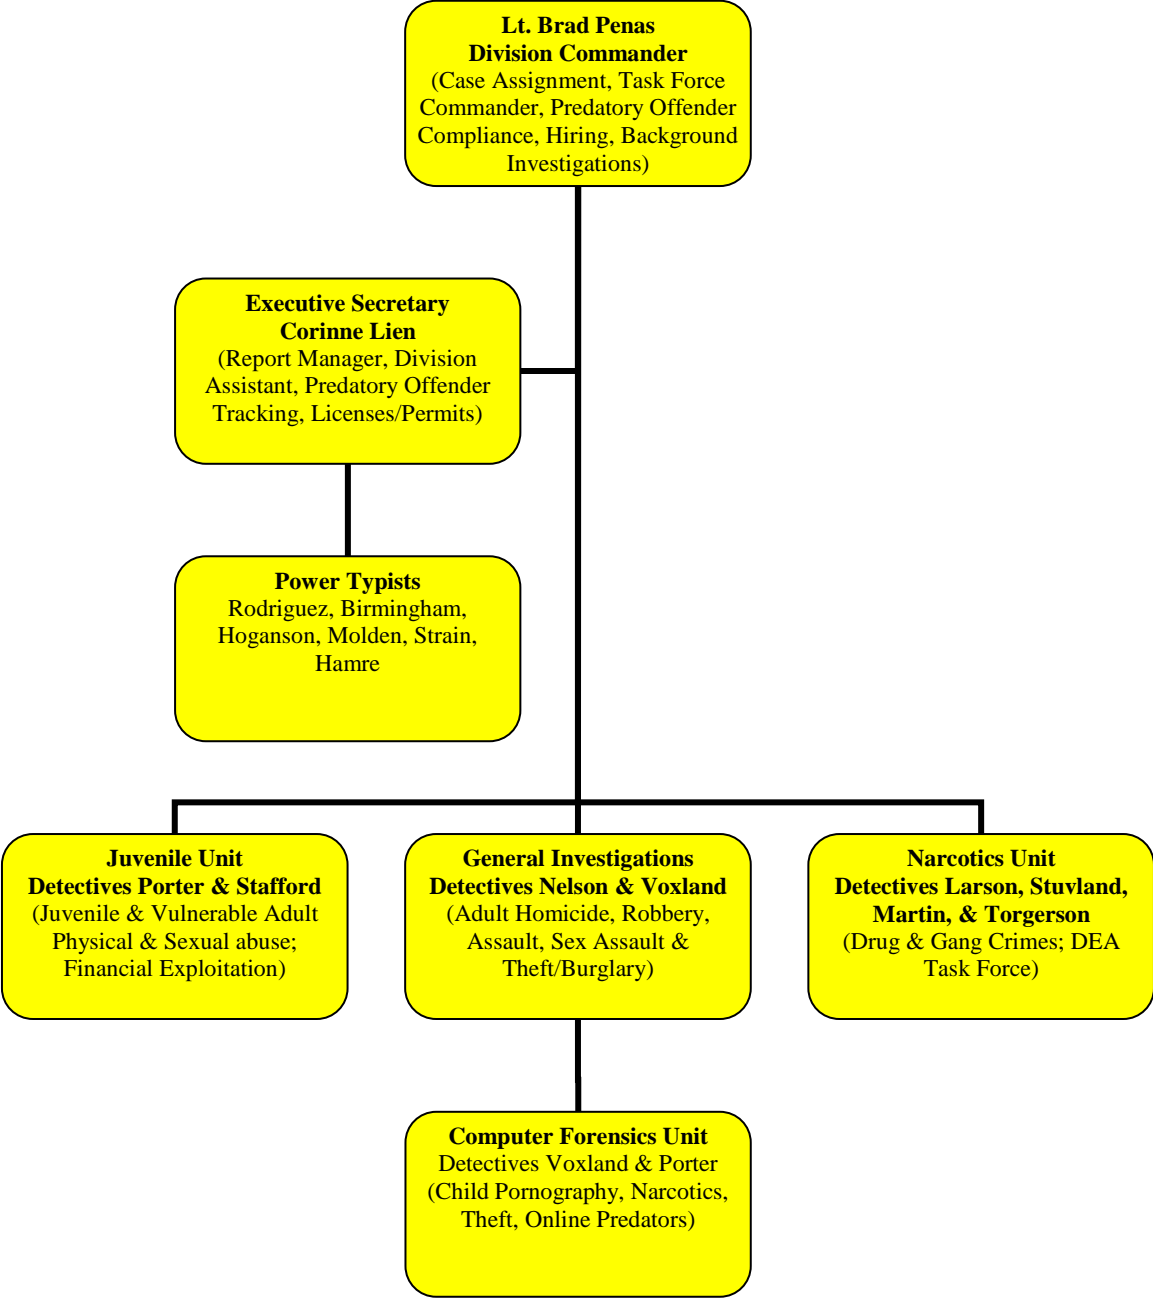 Lt. Brad Penas
Division Commander
(Case Assignment, Task Force
Commander, Predatory Offender
Compliance, Hiring, Background
Investigations)
Executive Secretary
Corinne Lien
(Report Manager, Division
Assistant, Predatory Offender
Tracking, Licenses/Permits)
Power Typists
Rodriguez, Birmingham,
Hoganson, Molden, Strain,
Hamre
Juvenile Unit
Detectives Porter & Stafford
(Juvenile & Vulnerable Adult
Physical & Sexual abuse;
Financial Exploitation)
General Investigations
Detectives Nelson & Voxland
(Adult Homicide, Robbery,
Assault, Sex Assault &
Theft/Burglary)
Narcotics Unit
Detectives Larson, Stuvland,
Martin, & Torgerson
(Drug & Gang Crimes; DEA
Task Force)
Computer Forensics Unit
Detectives Voxland & Porter
(Child Pornography, Narcotics,
Theft, Online Predators)